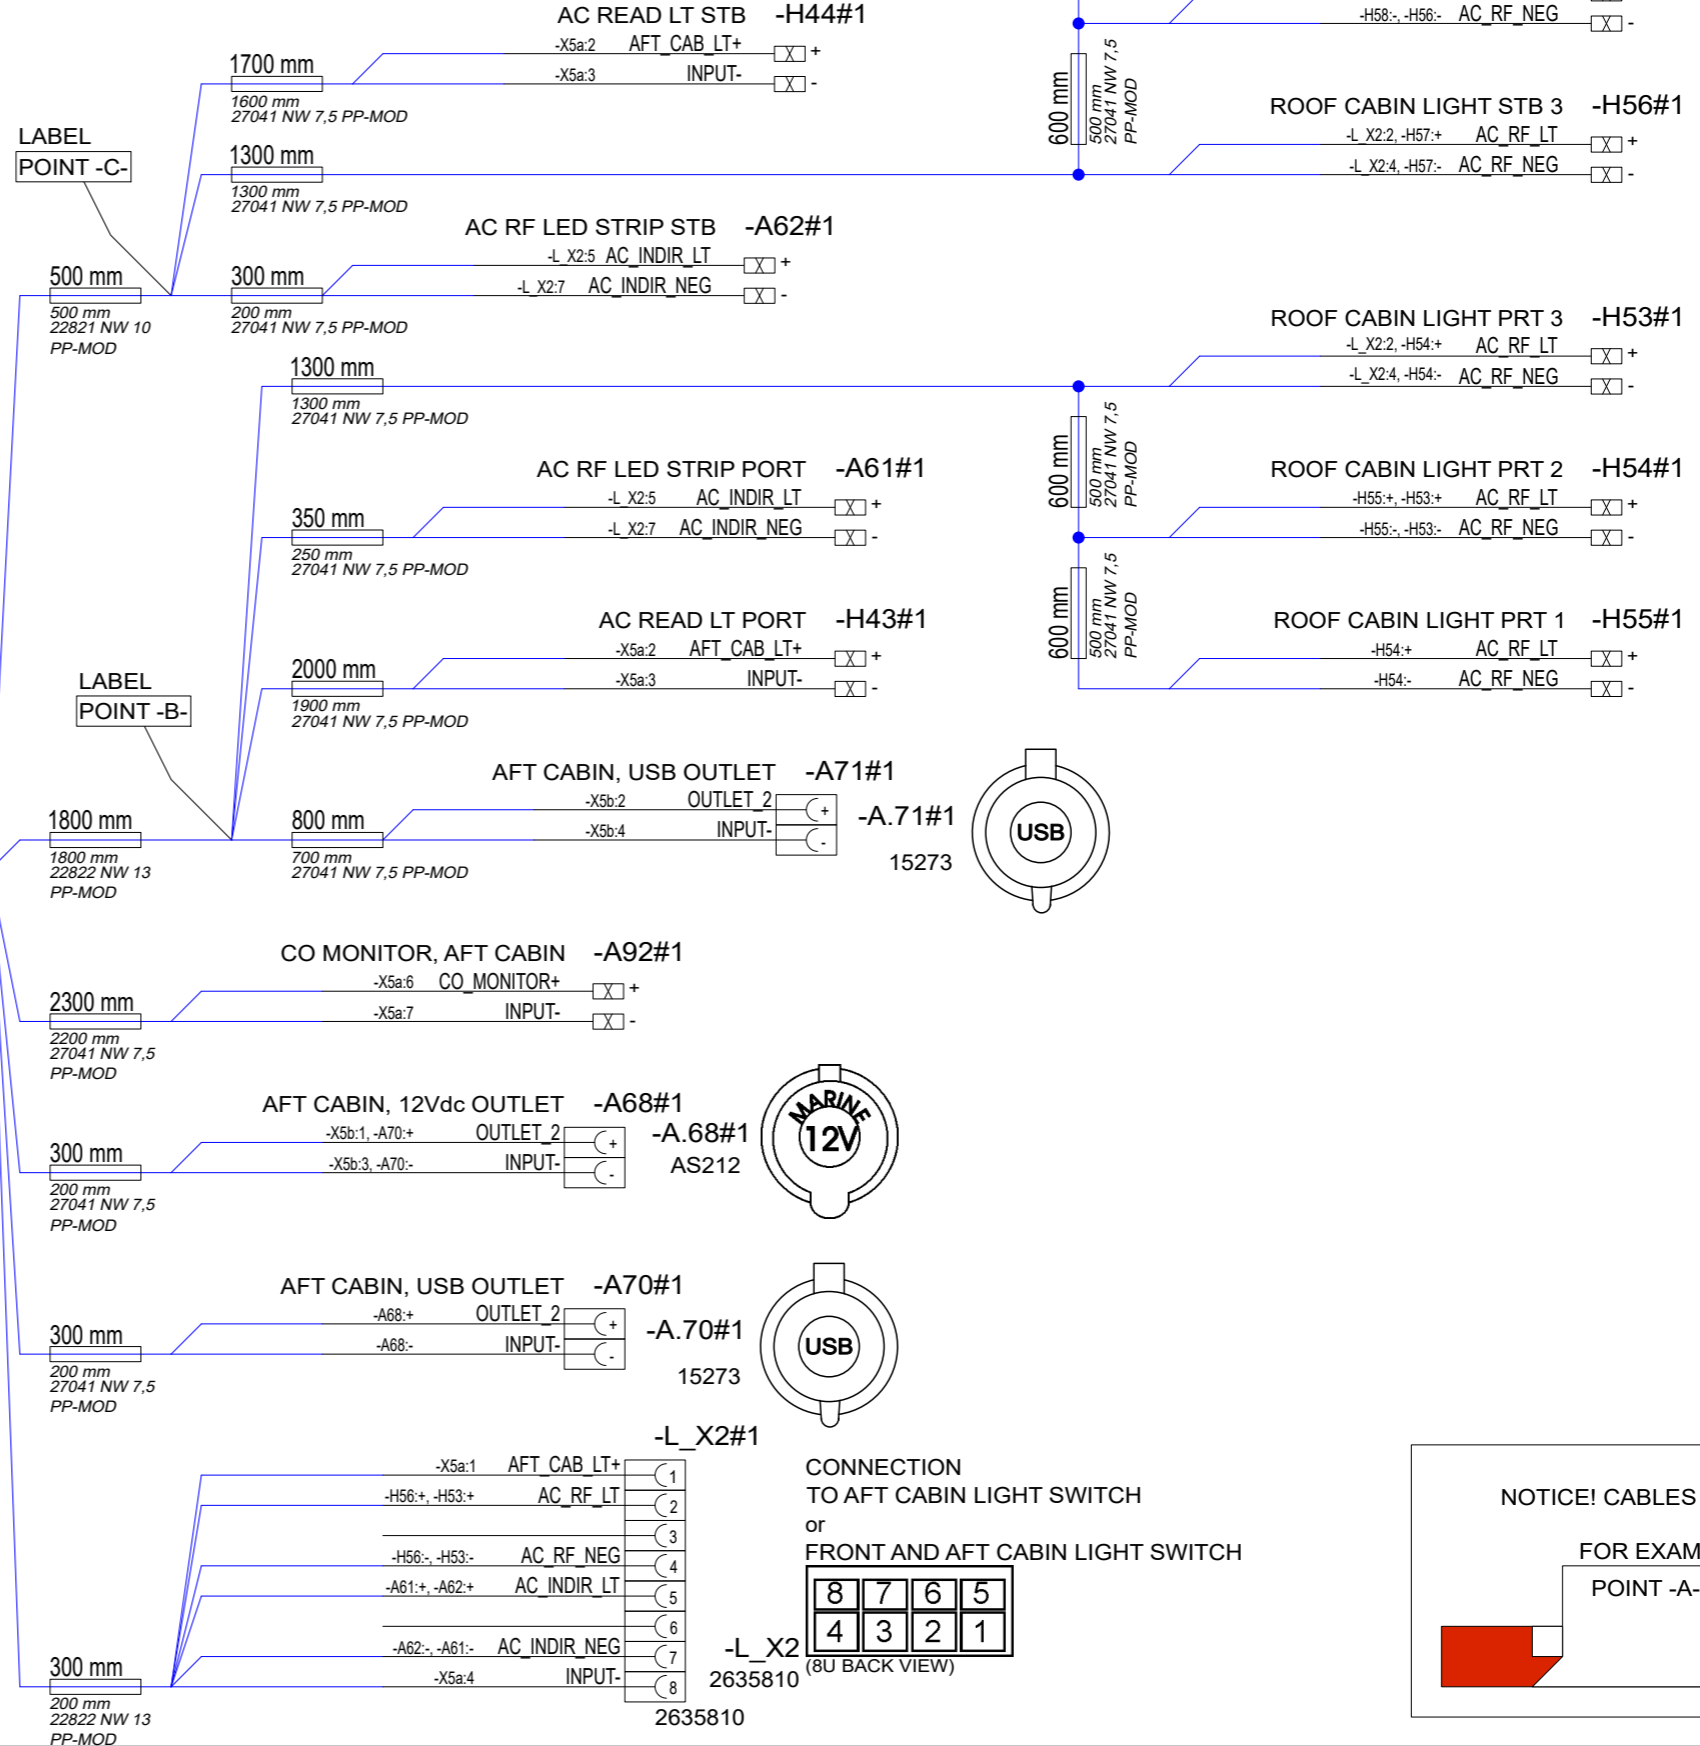 AC READ LT STB -H44#1
-X5a:2 AFT_CAB_LT+ X +
-X5a:3 INPUT- X -
1700 mm
1600 mm
27041 NW 7,5 PP-MOD
-H58:-, -H56:- AC_RF_NEG X -
600 mm
500 mm
27041 NW 7,5
PP-MOD
ROOF CABIN LIGHT STB 3 -H56#1
-L_X2:2, -H57:+ AC_RF_LT X +
-L_X2:4, -H57:- AC_RF_NEG X -
LABEL
POINT -C-
1300 mm
1300 mm
27041 NW 7,5 PP-MOD
AC RF LED STRIP STB -A62#1
-L_X2:5 AC_INDIR_LT X +
-L_X2:7 AC_INDIR_NEG X -
500 mm
500 mm
22821 NW 10
PP-MOD
300 mm
200 mm
27041 NW 7,5 PP-MOD
ROOF CABIN LIGHT PRT 3 -H53#1
-L_X2:2, -H54:+ AC_RF_LT X +
-L_X2:4, -H54:- AC_RF_NEG X -
1300 mm
1300 mm
27041 NW 7,5 PP-MOD
600 mm
500 mm
27041 NW 7,5
PP-MOD
AC RF LED STRIP PORT -A61#1
-L_X2:5 AC_INDIR_LT X +
-L_X2:7 AC_INDIR_NEG X -
350 mm
250 mm
27041 NW 7,5 PP-MOD
ROOF CABIN LIGHT PRT 2 -H54#1
-H55:+, -H53:+ AC_RF_LT X +
-H55:-, -H53:- AC_RF_NEG X -
600 mm
500 mm
27041 NW 7,5
PP-MOD
AC READ LT PORT -H43#1
-X5a:2 AFT_CAB_LT+ X +
-X5a:3 INPUT- X -
2000 mm
1900 mm
27041 NW 7,5 PP-MOD
ROOF CABIN LIGHT PRT 1 -H55#1
-H54:+ AC_RF_LT X +
-H54:- AC_RF_NEG X -
LABEL
POINT -B-
AFT CABIN, USB OUTLET -A71#1
-X5b:2 OUTLET_2 +
-X5b:4 INPUT- -
-A.71#1
15273
USB
1800 mm
1800 mm
22822 NW 13
PP-MOD
800 mm
700 mm
27041 NW 7,5 PP-MOD
CO MONITOR, AFT CABIN -A92#1
-X5a:6 CO_MONITOR+ X +
-X5a:7 INPUT- X -
2300 mm
2200 mm
27041 NW 7,5
PP-MOD
AFT CABIN, 12Vdc OUTLET -A68#1
-X5b:1, -A70:+ OUTLET_2 +
-X5b:3, -A70:- INPUT- -
-A.68#1
AS212
MARINE
12V
300 mm
200 mm
27041 NW 7,5
PP-MOD
AFT CABIN, USB OUTLET -A70#1
-A68:+ OUTLET_2 +
-A68:- INPUT- -
-A.70#1
15273
USB
300 mm
200 mm
27041 NW 7,5
PP-MOD
-L_X2#1
-X5a:1 AFT_CAB_LT+ 1
-H56:+, -H53:+ AC_RF_LT 2
3
-H56:-, -H53:- AC_RF_NEG 4
-A61:+, -A62:+ AC_INDIR_LT 5
6
-A62:-, -A61:- AC_INDIR_NEG 7
-X5a:4 INPUT- 8
-L_X2
2635810
2635810
300 mm
200 mm
22822 NW 13
PP-MOD
CONNECTION
TO AFT CABIN LIGHT SWITCH
or
FRONT AND AFT CABIN LIGHT SWITCH
8 7 6 5
4 3 2 1
(8U BACK VIEW)
NOTICE! CABLES
FOR EXAM
POINT -A-